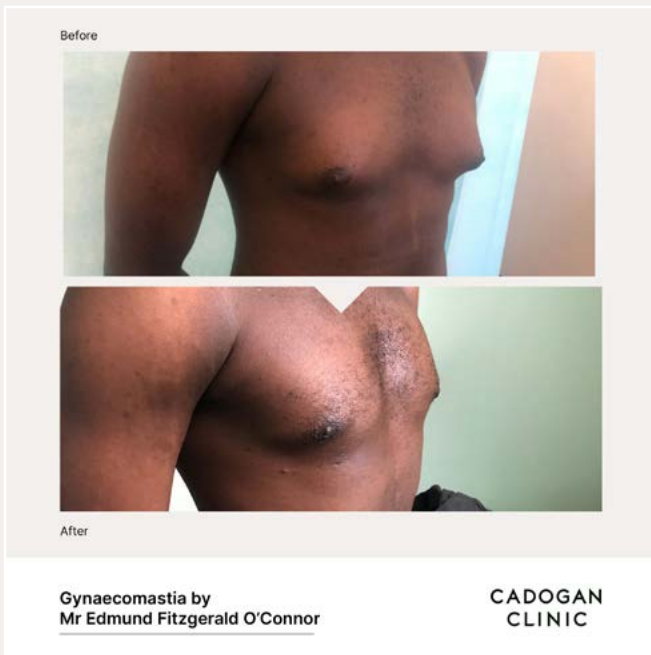 Before
After
Gynaecomastia by
Mr Edmund Fitzgerald O'Connor
CADOGAN
CLINIC